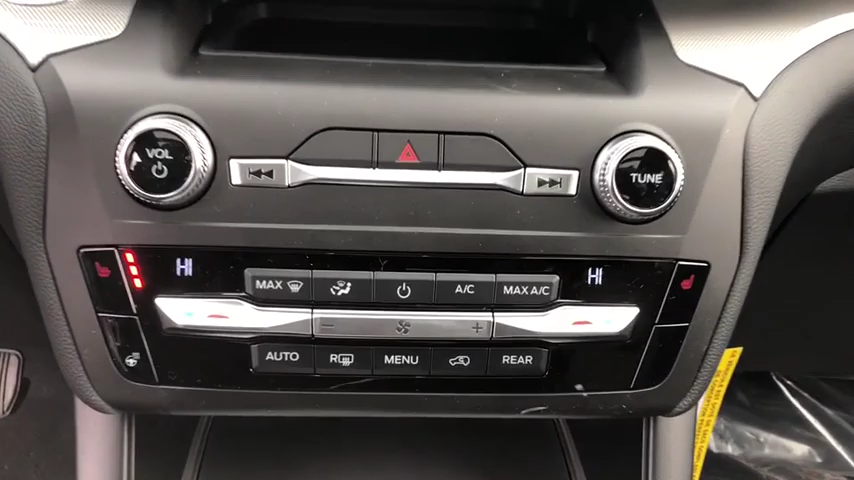 VOL
TUNE
HI
HI
MAX
A/C
MAX A/C
AUTO
R
MENU
REAR